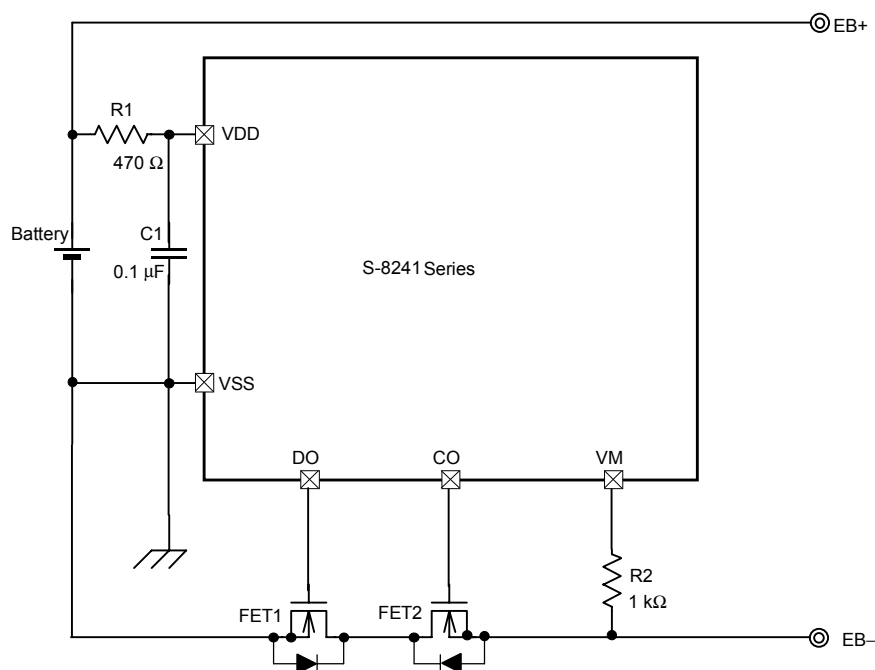 EB+
R1
VDD
470 Ω
Battery
C1
0.1 μF
S-8241 Series
VSS
DO
CO
VM
R2
1 kΩ
FET1
FET2
EB–